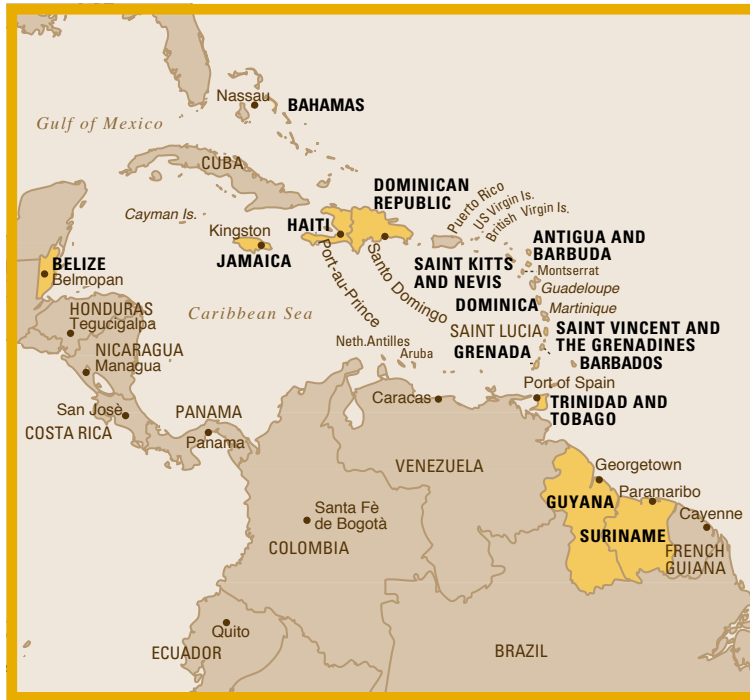 Nassau
BAHAMAS
Gulf of Mexico
CUBA
DOMINICAN
REPUBLIC
Puerto Rico
US Virgin Is.
British Virgin Is.
Cayman Is.
Kingston
HAITI
JAMAICA
Port-au-Prince
Santo Domingo
ANTIGUA AND
BARBUDA
SAINT KITTS
AND NEVIS
Montserrat
Guadeloupe
BELIZE
Belmopan
DOMINICA
Martinique
HONDURAS
Tegucigalpa
Caribbean Sea
SAINT LUCIA
SAINT VINCENT AND
THE GRENADINES
NICARAGUA
Managua
Neth.Antilles
Aruba
GRENADA
BARBADOS
Port of Spain
TRINIDAD AND
TOBAGO
San Josè
COSTA RICA
PANAMA
Panama
Caracas
VENEZUELA
Georgetown
GUYANA
Paramaribo
SURINAME
Cayenne
FRENCH
GUIANA
Santa Fè
de Bogotà
COLOMBIA
Quito
ECUADOR
BRAZIL